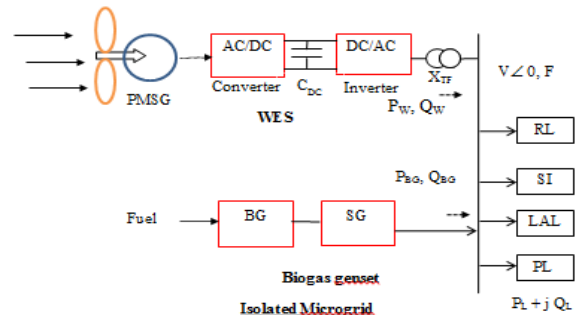 AC/DC
DC/AC
PMSG
Converter
C_DC
Inverter
X_TF
V∠ 0, F
WES
P_W, Q_W
RL
P_BG, Q_BG
SI
Fuel
BG
SG
LAL
PL
Biogas genset
Isolated Microgrid
P_L + j Q_L